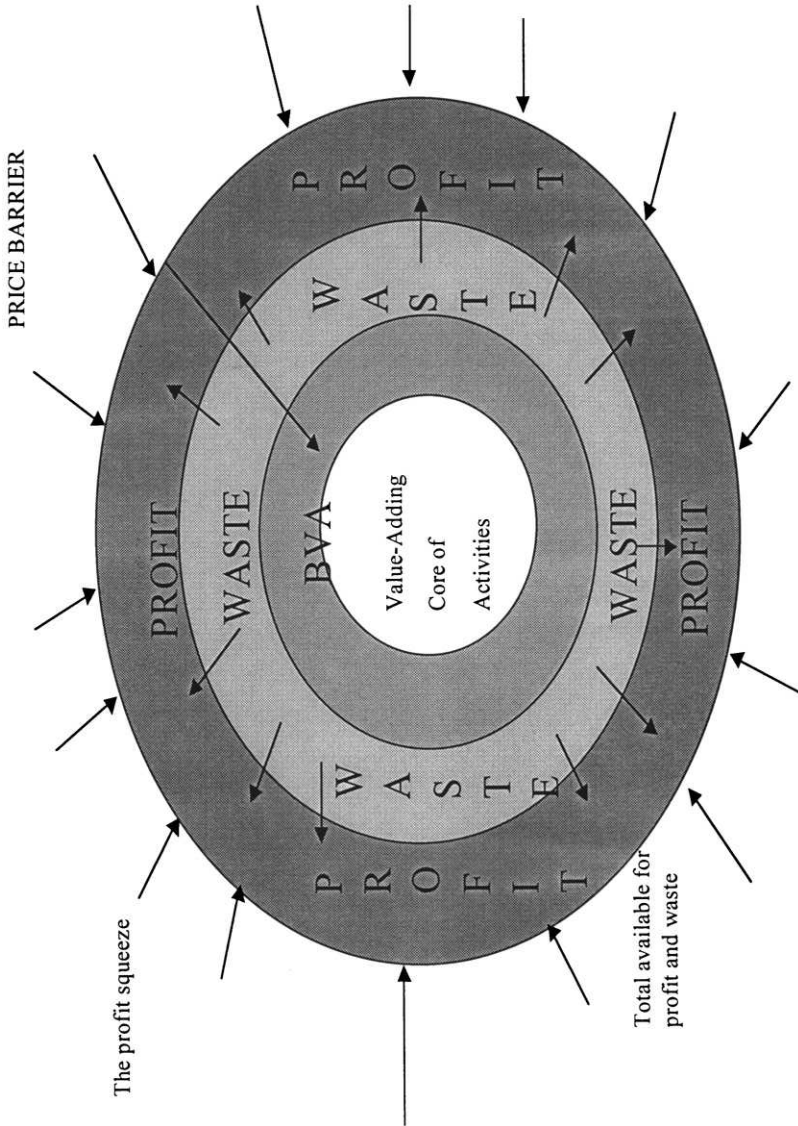 PRICE BARRIER
The profit squeeze
PROFIT
WASTE
BVA
P R O F I T
W A S T E
Value-Adding
Core of
Activities
W A S T E
P R O F I T
WASTE
PROFIT
Total available for
profit and waste